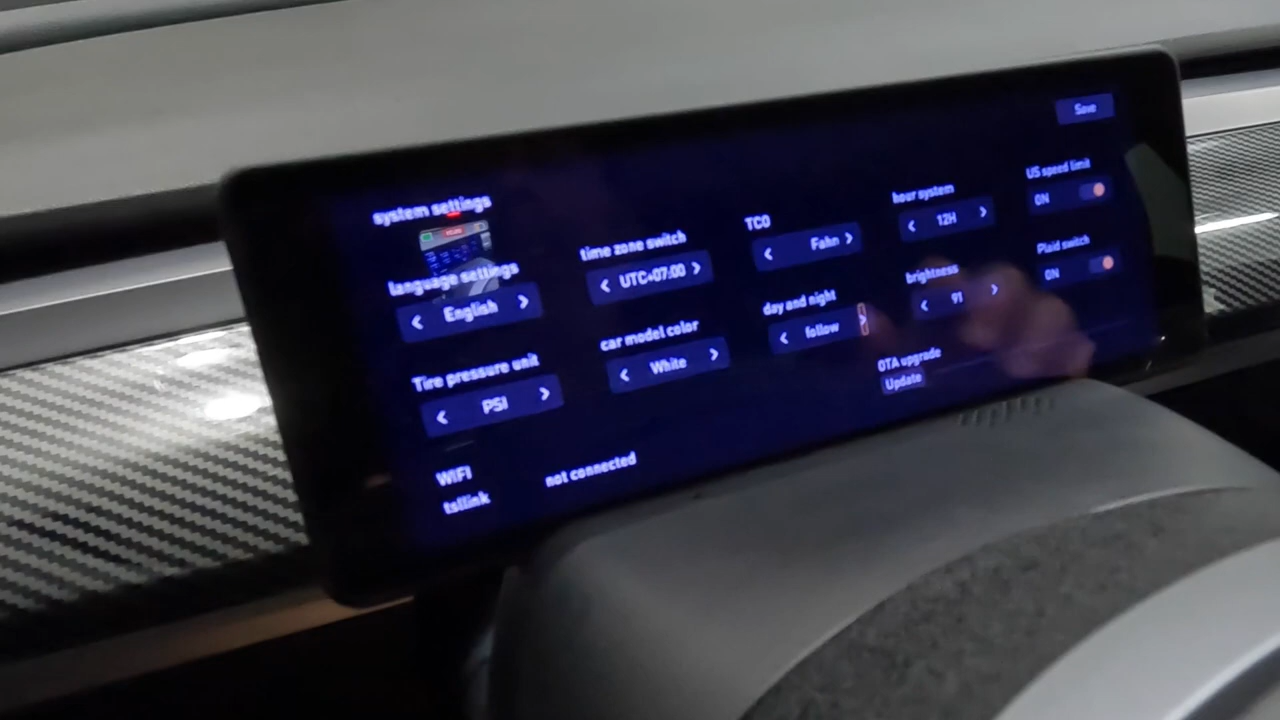 Save
system settings
language settings
English
time zone switch
UTC+07:00
TCO
Fahn
hour system
12H
US speed limit
ON
Tire pressure unit
PSI
car model color
White
day and night
follow
brightness
91
Plaid switch
ON
OTA upgrade
Update
WIFI
not connected
tsllink